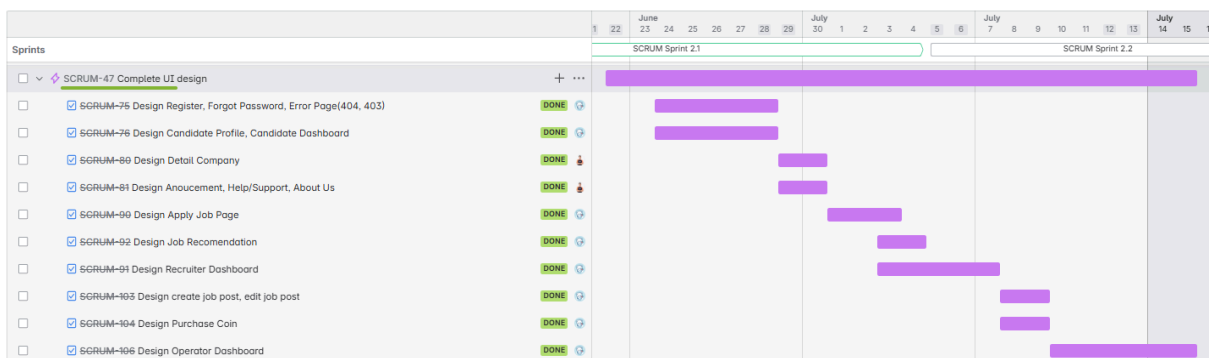 June July July July
1 22 23 24 25 26 27 28 29 30 1 2 3 4 5 6 7 8 9 10 11 12 13 14 15 1
Sprints SCRUM Sprint 2.1 SCRUM Sprint 2.2
SCRUM-47 Complete UI design
SCRUM-75 Design Register, Forgot Password, Error Page(404, 403) DONE
SCRUM-76 Design Candidate Profile, Candidate Dashboard DONE
SCRUM-80 Design Detail Company DONE
SCRUM-81 Design Anoucement, Help/Support, About Us DONE
SCRUM-90 Design Apply Job Page DONE
SCRUM-92 Design Job Recomendation DONE
SCRUM-91 Design Recruiter Dashboard DONE
SCRUM-103 Design create job post, edit job post DONE
SCRUM-104 Design Purchase Coin DONE
SCRUM-106 Design Operator Dashboard DONE